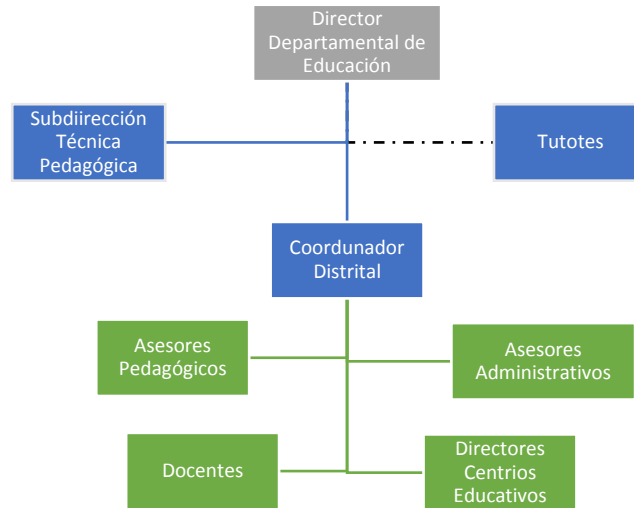 Director
Departamental de
Educación
Subdiirección
Técnica
Pedagógica
Tutotes
Coordunador
Distrital
Asesores
Pedagógicos
Asesores
Administrativos
Docentes
Directores
Centrios
Educativos